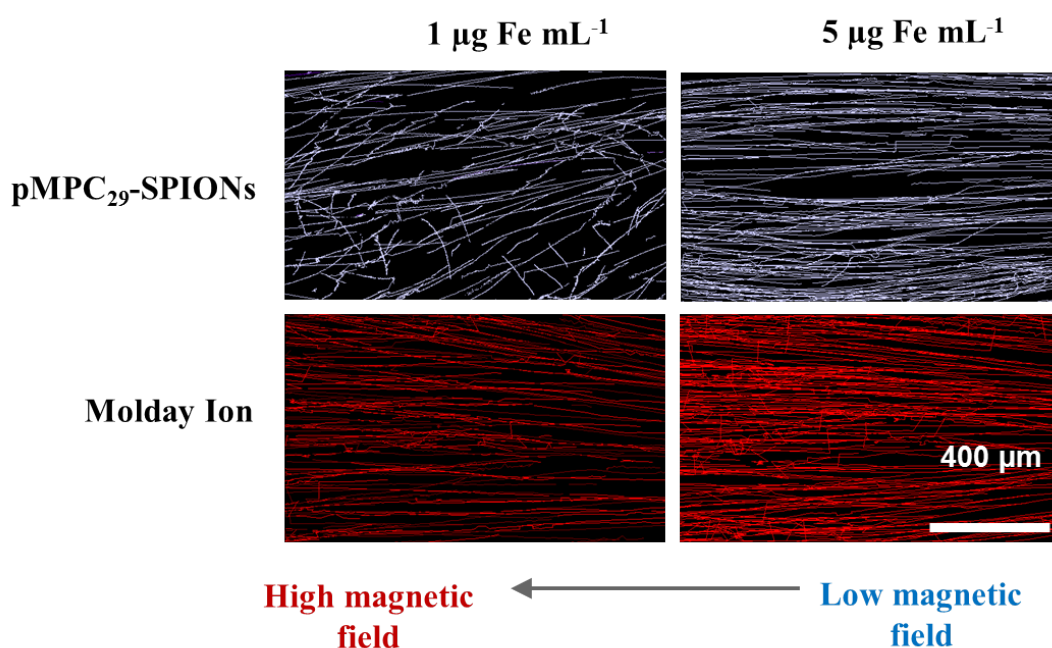 1 µg Fe mL⁻¹ 5 µg Fe mL⁻¹
pMPC₂₉-SPIONs
Molday Ion
400 µm
High magnetic Low magnetic
field field